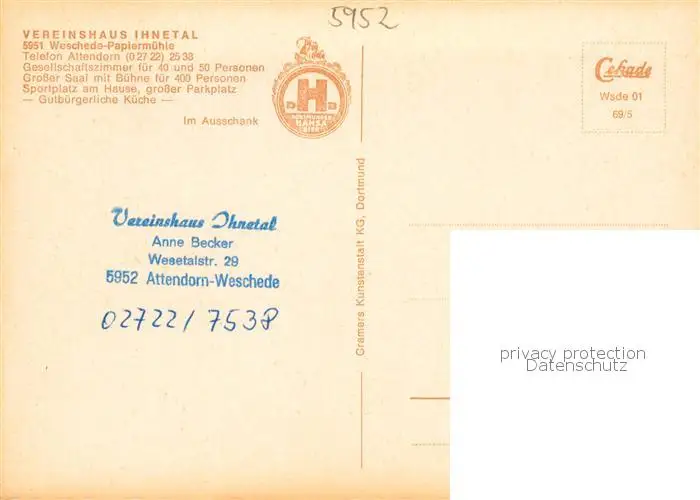 5952
VEREINSHAUS IHNETAL
5951 Weschede-Papiermühle
Telefon Attendorn (0 27 22) 25 38
Gesellschaftszimmer für 40 und 50 Personen
Großer Saal mit Bühne für 400 Personen
Sportplatz am Hause, großer Parkplatz
— Gutbürgerliche Küche —
Im Ausschank
D H D
DORTMUNDER
HANSA
BIER
Cekade
Wsde 01
69/5
Vereinshaus Ihnetal
Anne Becker
Wesetalstr. 29
5952 Attendorn-Weschede
02722/7538
Cramers Kunstanstalt KG, Dortmund
privacy protection
Datenschutz